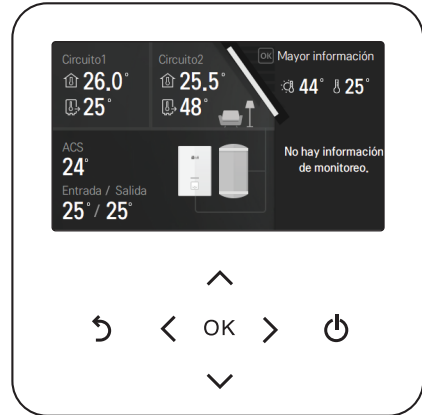 Circuito1
26.0°
25°
Circuito2
25.5°
48°
OK Mayor información
44° 25°
No hay información
de monitoreo.
ACS
24°
Entrada / Salida
25° / 25°
LG
OK